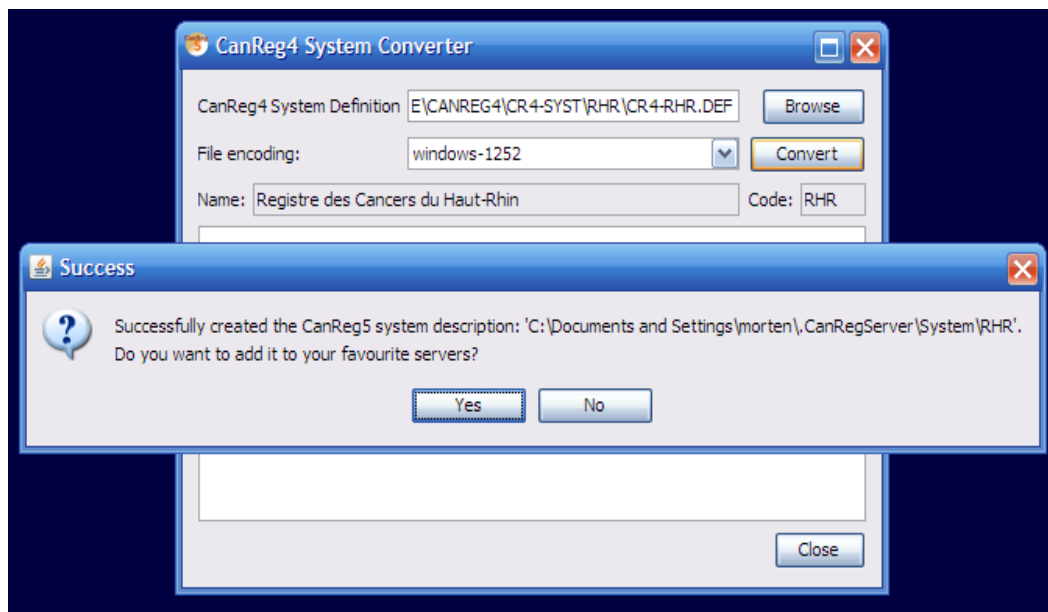 CanReg4 System Converter
CanReg4 System Definition E\CANREG4\CR4-SYST\RHR\CR4-RHR.DEF Browse
File encoding: windows-1252 Convert
Name: Registre des Cancers du Haut-Rhin Code: RHR
Success
Successfully created the CanReg5 system description: 'C:\Documents and Settings\morten\.CanRegServer\System\RHR'.
Do you want to add it to your favourite servers?
Yes No
Close